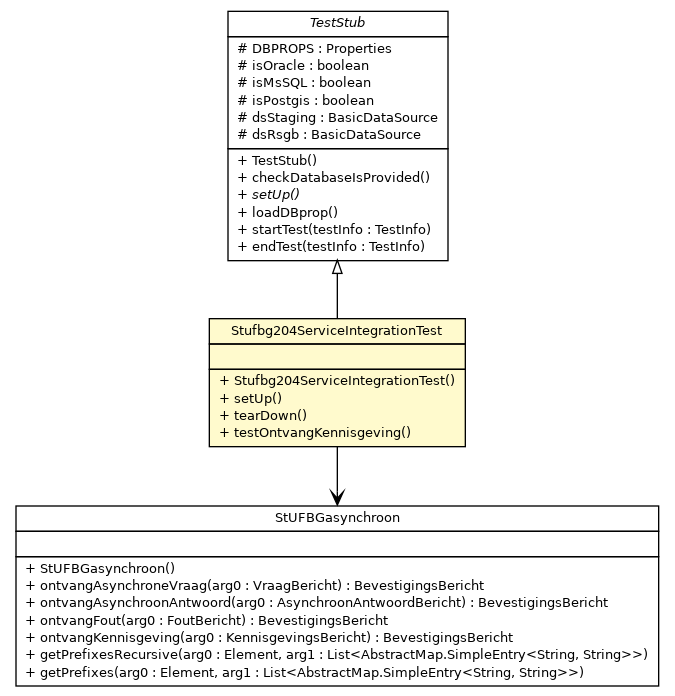 TestStub
# DBPROPS : Properties
# isOracle : boolean
# isMsSQL : boolean
# isPostgis : boolean
# dsStaging : BasicDataSource
# dsRsgb : BasicDataSource
+ TestStub()
+ checkDatabaseIsProvided()
+ setUp()
+ loadDBprop()
+ startTest(testInfo : TestInfo)
+ endTest(testInfo : TestInfo)
Stufbg204ServiceIntegrationTest
+ Stufbg204ServiceIntegrationTest()
+ setUp()
+ tearDown()
+ testOntvangKennisgeving()
StUFBGasynchroon
+ StUFBGasynchroon()
+ ontvangAsynchroneVraag(arg0 : VraagBericht) : BevestigingsBericht
+ ontvangAsynchroonAntwoord(arg0 : AsynchroonAntwoordBericht) : BevestigingsBericht
+ ontvangFout(arg0 : FoutBericht) : BevestigingsBericht
+ ontvangKennisgeving(arg0 : KennisgevingsBericht) : BevestigingsBericht
+ getPrefixesRecursive(arg0 : Element, arg1 : List<AbstractMap.SimpleEntry<String, String>>)
+ getPrefixes(arg0 : Element, arg1 : List<AbstractMap.SimpleEntry<String, String>>)